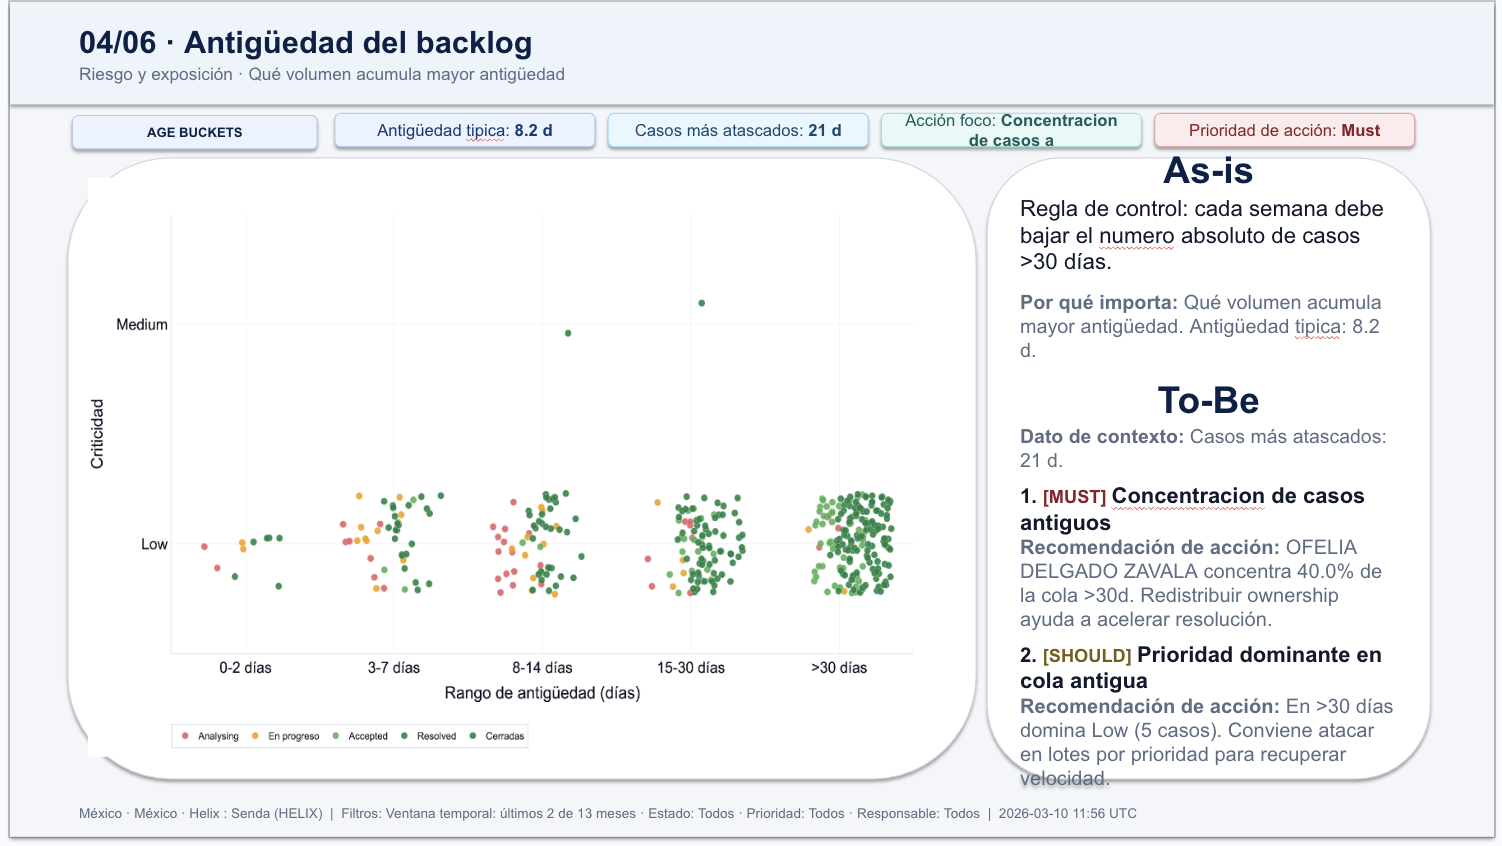 04/06 · Antigüedad del backlog
Riesgo y exposición · Qué volumen acumula mayor antigüedad
AGE BUCKETS
Antigüedad tipica: 8.2 d
Casos más atascados: 21 d
Acción foco: Concentracion
de casos a
Prioridad de acción: Must
Criticidad
Medium
Low
0-2 días
3-7 días
8-14 días
15-30 días
>30 días
Rango de antigüedad (días)
Analysing
En progreso
Accepted
Resolved
Cerradas
As-is
Regla de control: cada semana debe
bajar el numero absoluto de casos
>30 días.
Por qué importa: Qué volumen acumula
mayor antigüedad. Antigüedad tipica: 8.2
d.
To-Be
Dato de contexto: Casos más atascados:
21 d.
1. [MUST] Concentracion de casos
antiguos
Recomendación de acción: OFELIA
DELGADO ZAVALA concentra 40.0% de
la cola >30d. Redistribuir ownership
ayuda a acelerar resolución.
2. [SHOULD] Prioridad dominante en
cola antigua
Recomendación de acción: En >30 días
domina Low (5 casos). Conviene atacar
en lotes por prioridad para recuperar
velocidad.
México · México · Helix : Senda (HELIX) | Filtros: Ventana temporal: últimos 2 de 13 meses · Estado: Todos · Prioridad: Todos · Responsable: Todos | 2026-03-10 11:56 UTC